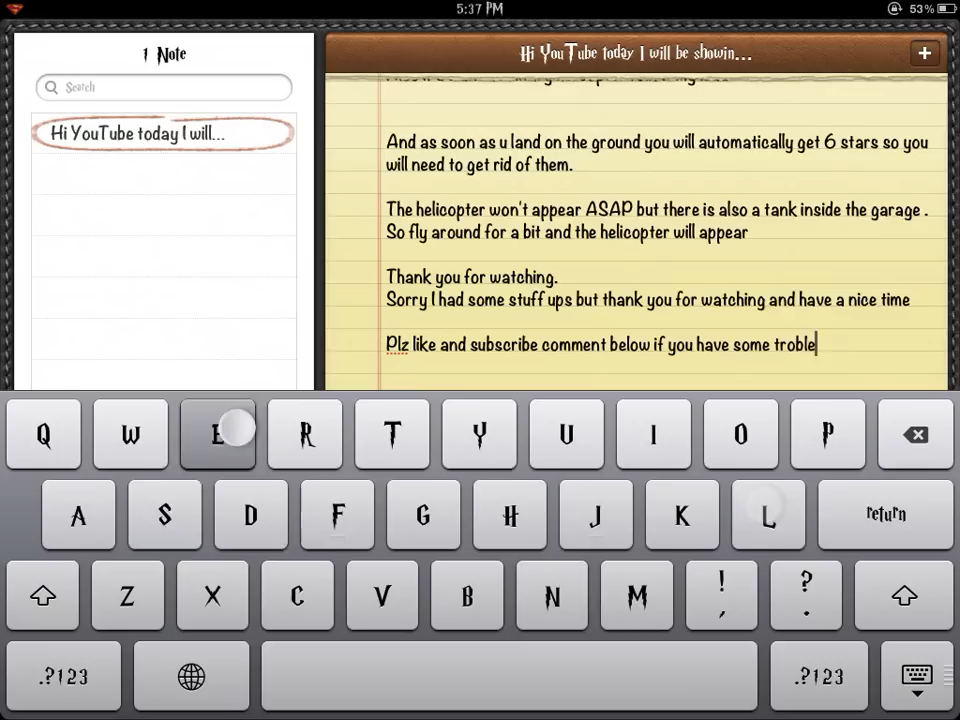 5:37 PM
53%
1 Note
Hi YouTube today I will be showin...
+
Search
Hi YouTube today I will...
And as soon as u land on the ground you will automatically get 6 stars so you
will need to get rid of them.
The helicopter won't appear ASAP but there is also a tank inside the garage .
So fly around for a bit and the helicopter will appear
Thank you for watching.
Sorry I had some stuff ups but thank you for watching and have a nice time
Plz like and subscribe comment below if you have some troble
Q W E R T Y U I O P
A S D F G H J K L return
Z X C V B N M ! , ? .
.?123 .?123